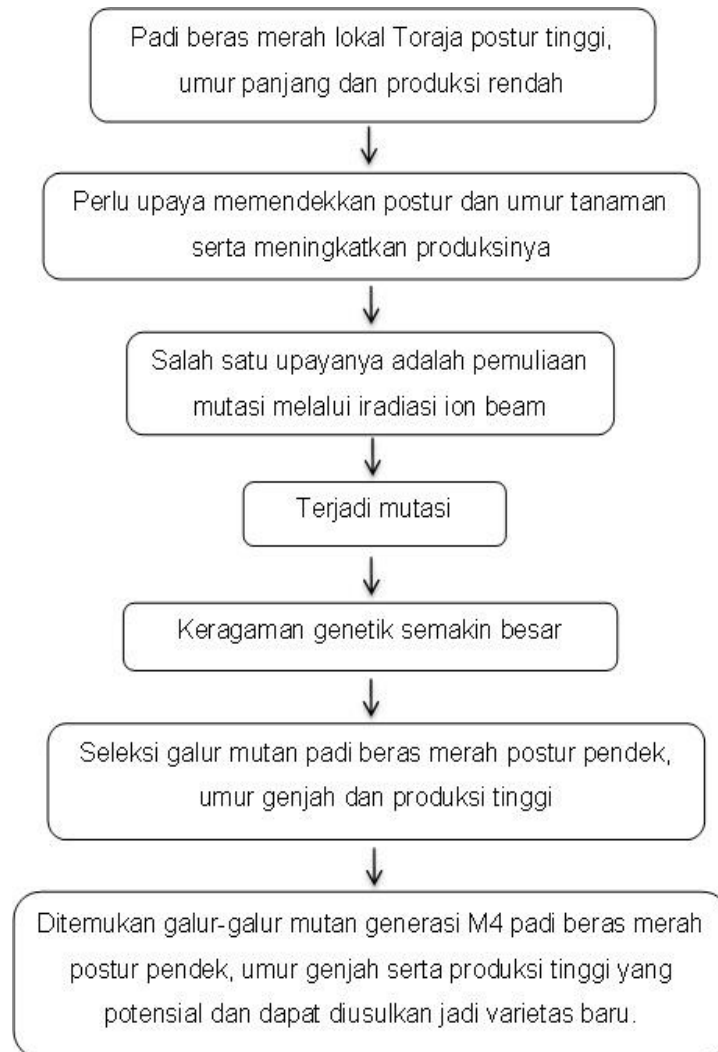 Padi beras merah lokal Toraja postur tinggi,
umur panjang dan produksi rendah
Perlu upaya memendekkan postur dan umur tanaman
serta meningkatkan produksinya
Salah satu upayanya adalah pemuliaan
mutasi melalui iradiasi ion beam
Terjadi mutasi
Keragaman genetik semakin besar
Seleksi galur mutan padi beras merah postur pendek,
umur genjah dan produksi tinggi
Ditemukan galur-galur mutan generasi M4 padi beras merah
postur pendek, umur genjah serta produksi tinggi yang
potensial dan dapat diusulkan jadi varietas baru.